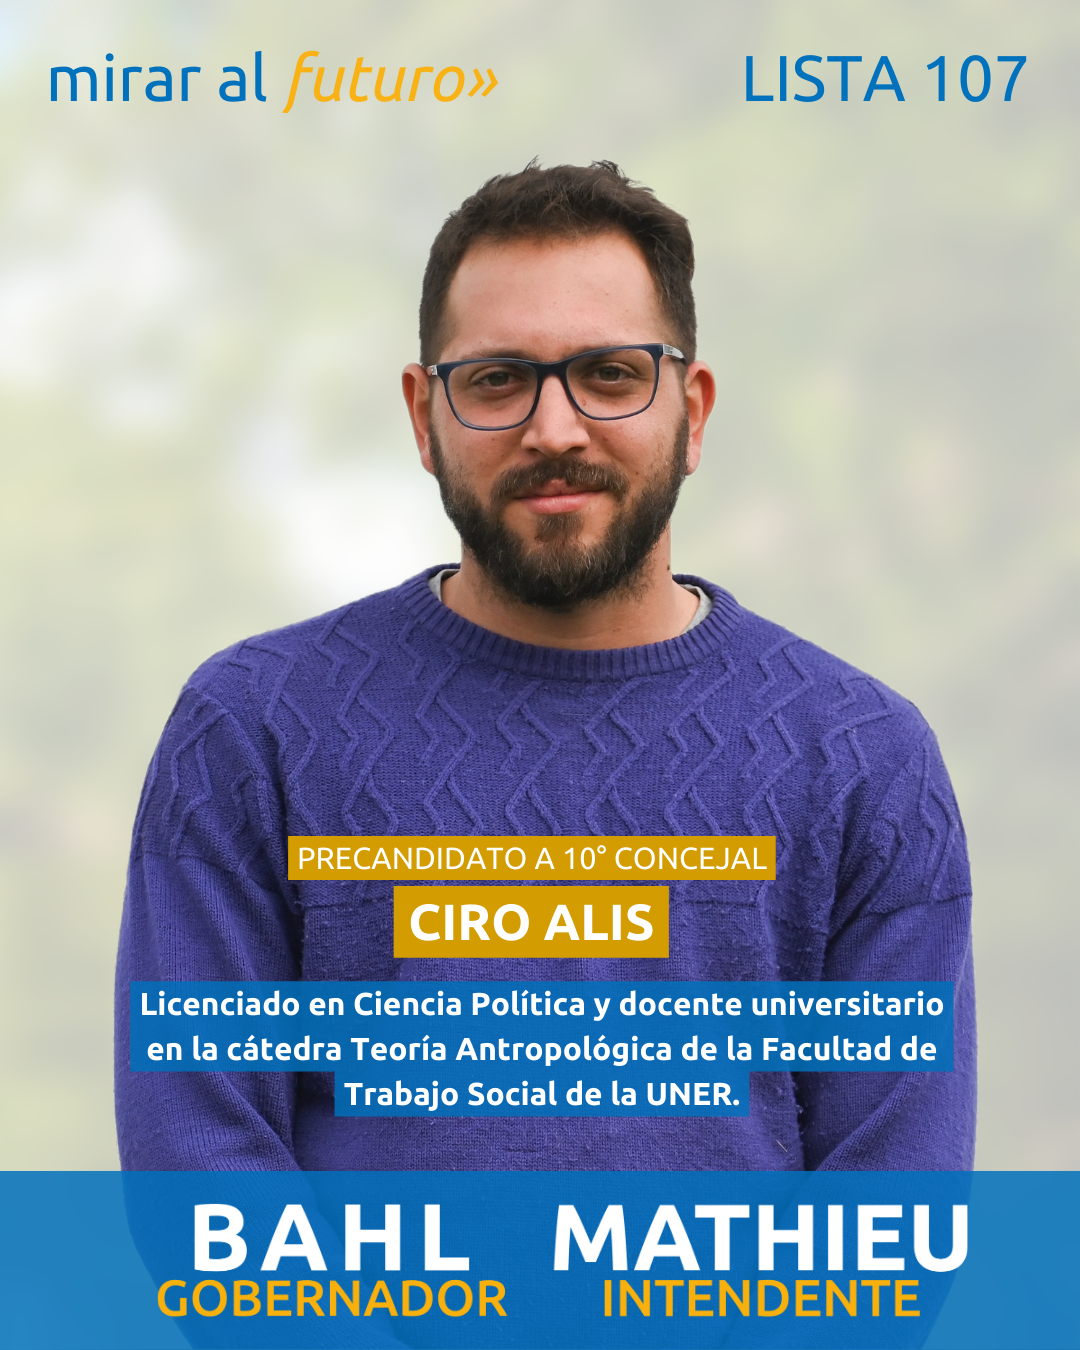 mirar al futuro»
LISTA 107
PRECANDIDATO A 10° CONCEJAL
CIRO ALIS
Licenciado en Ciencia Política y docente universitario
en la cátedra Teoría Antropológica de la Facultad de
Trabajo Social de la UNER.
BAHL
GOBERNADOR
MATHIEU
INTENDENTE